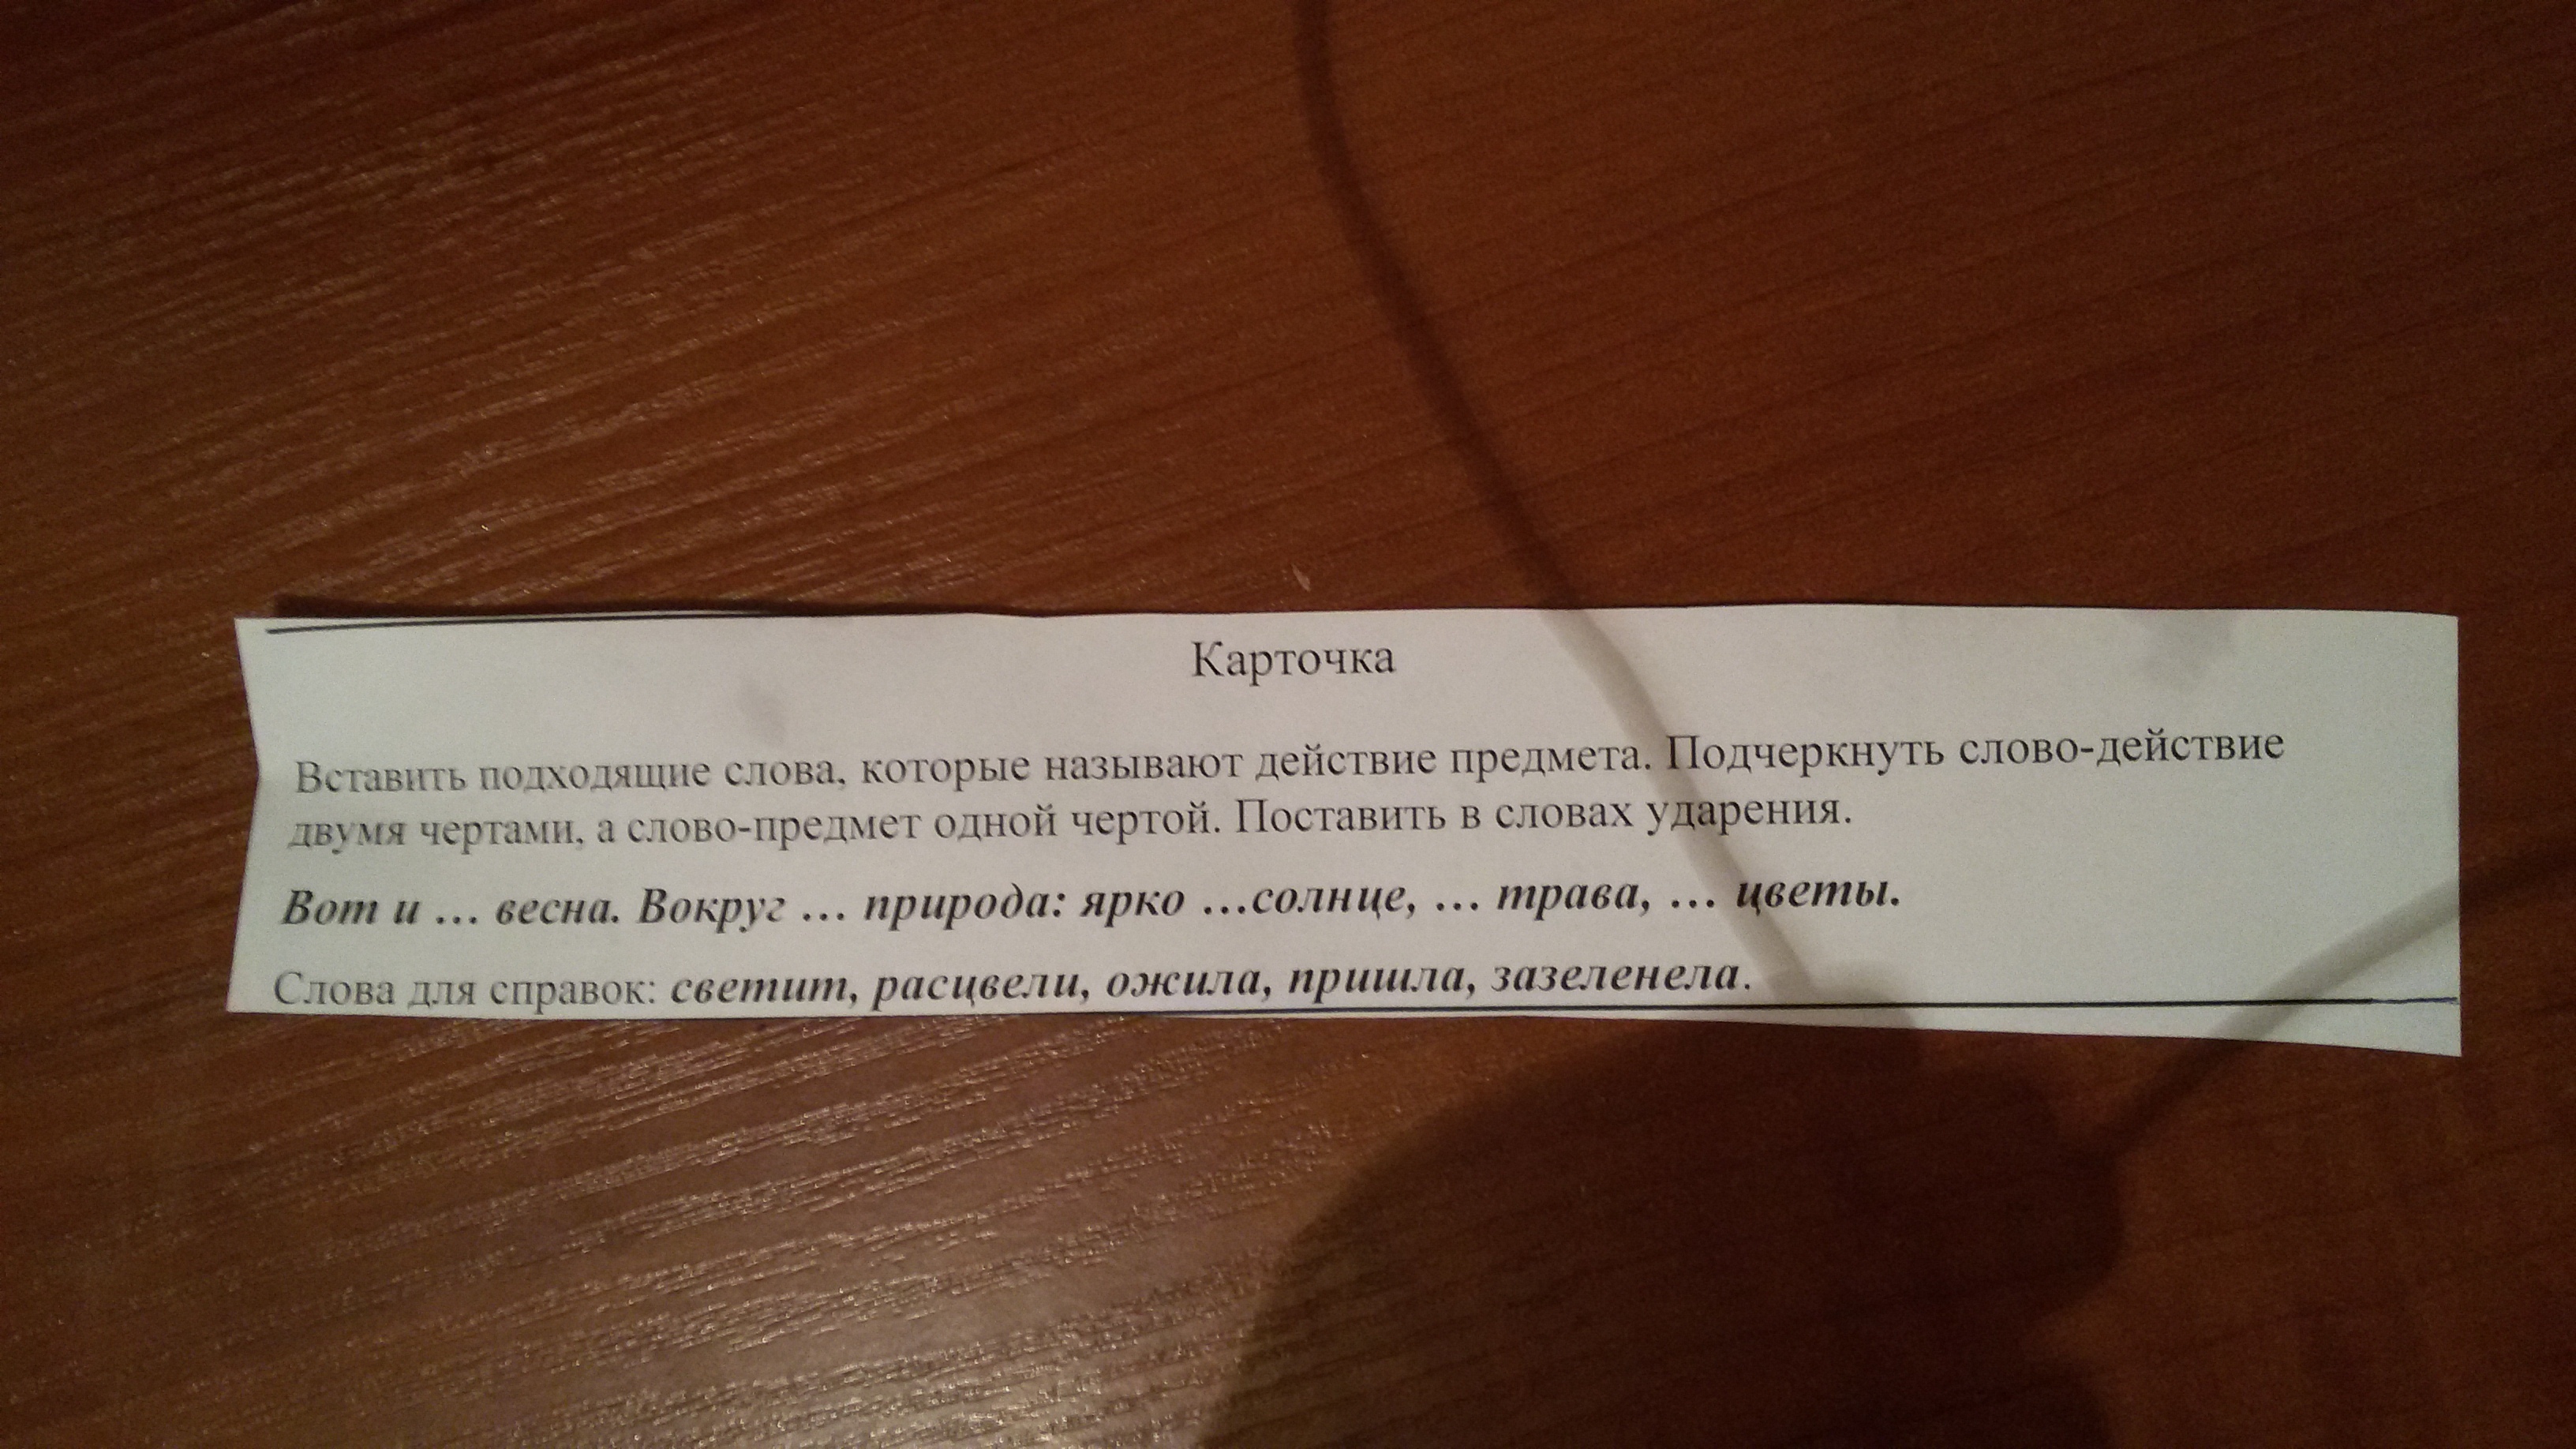 Карточка
Вставить подходящие слова, которые называют действие предмета. Подчеркнуть слово-действие
двумя чертами, а слово-предмет одной чертой. Поставить в словах ударения.
Вот и ... весна. Вокруг ... природа: ярко ...солнце, ... трава, ... цветы.
Слова для справок: светит, расцвели, ожила, пришла, зазеленела.